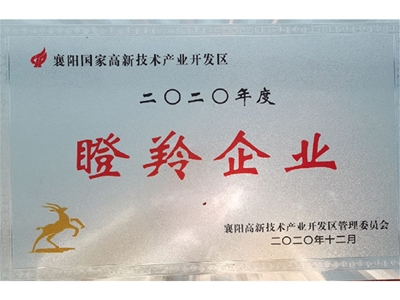 襄阳国家高新技术产业开发区
二〇二〇年度
瞪羚企业
襄阳高新技术产业开发区管理委员会
二〇二〇年十二月